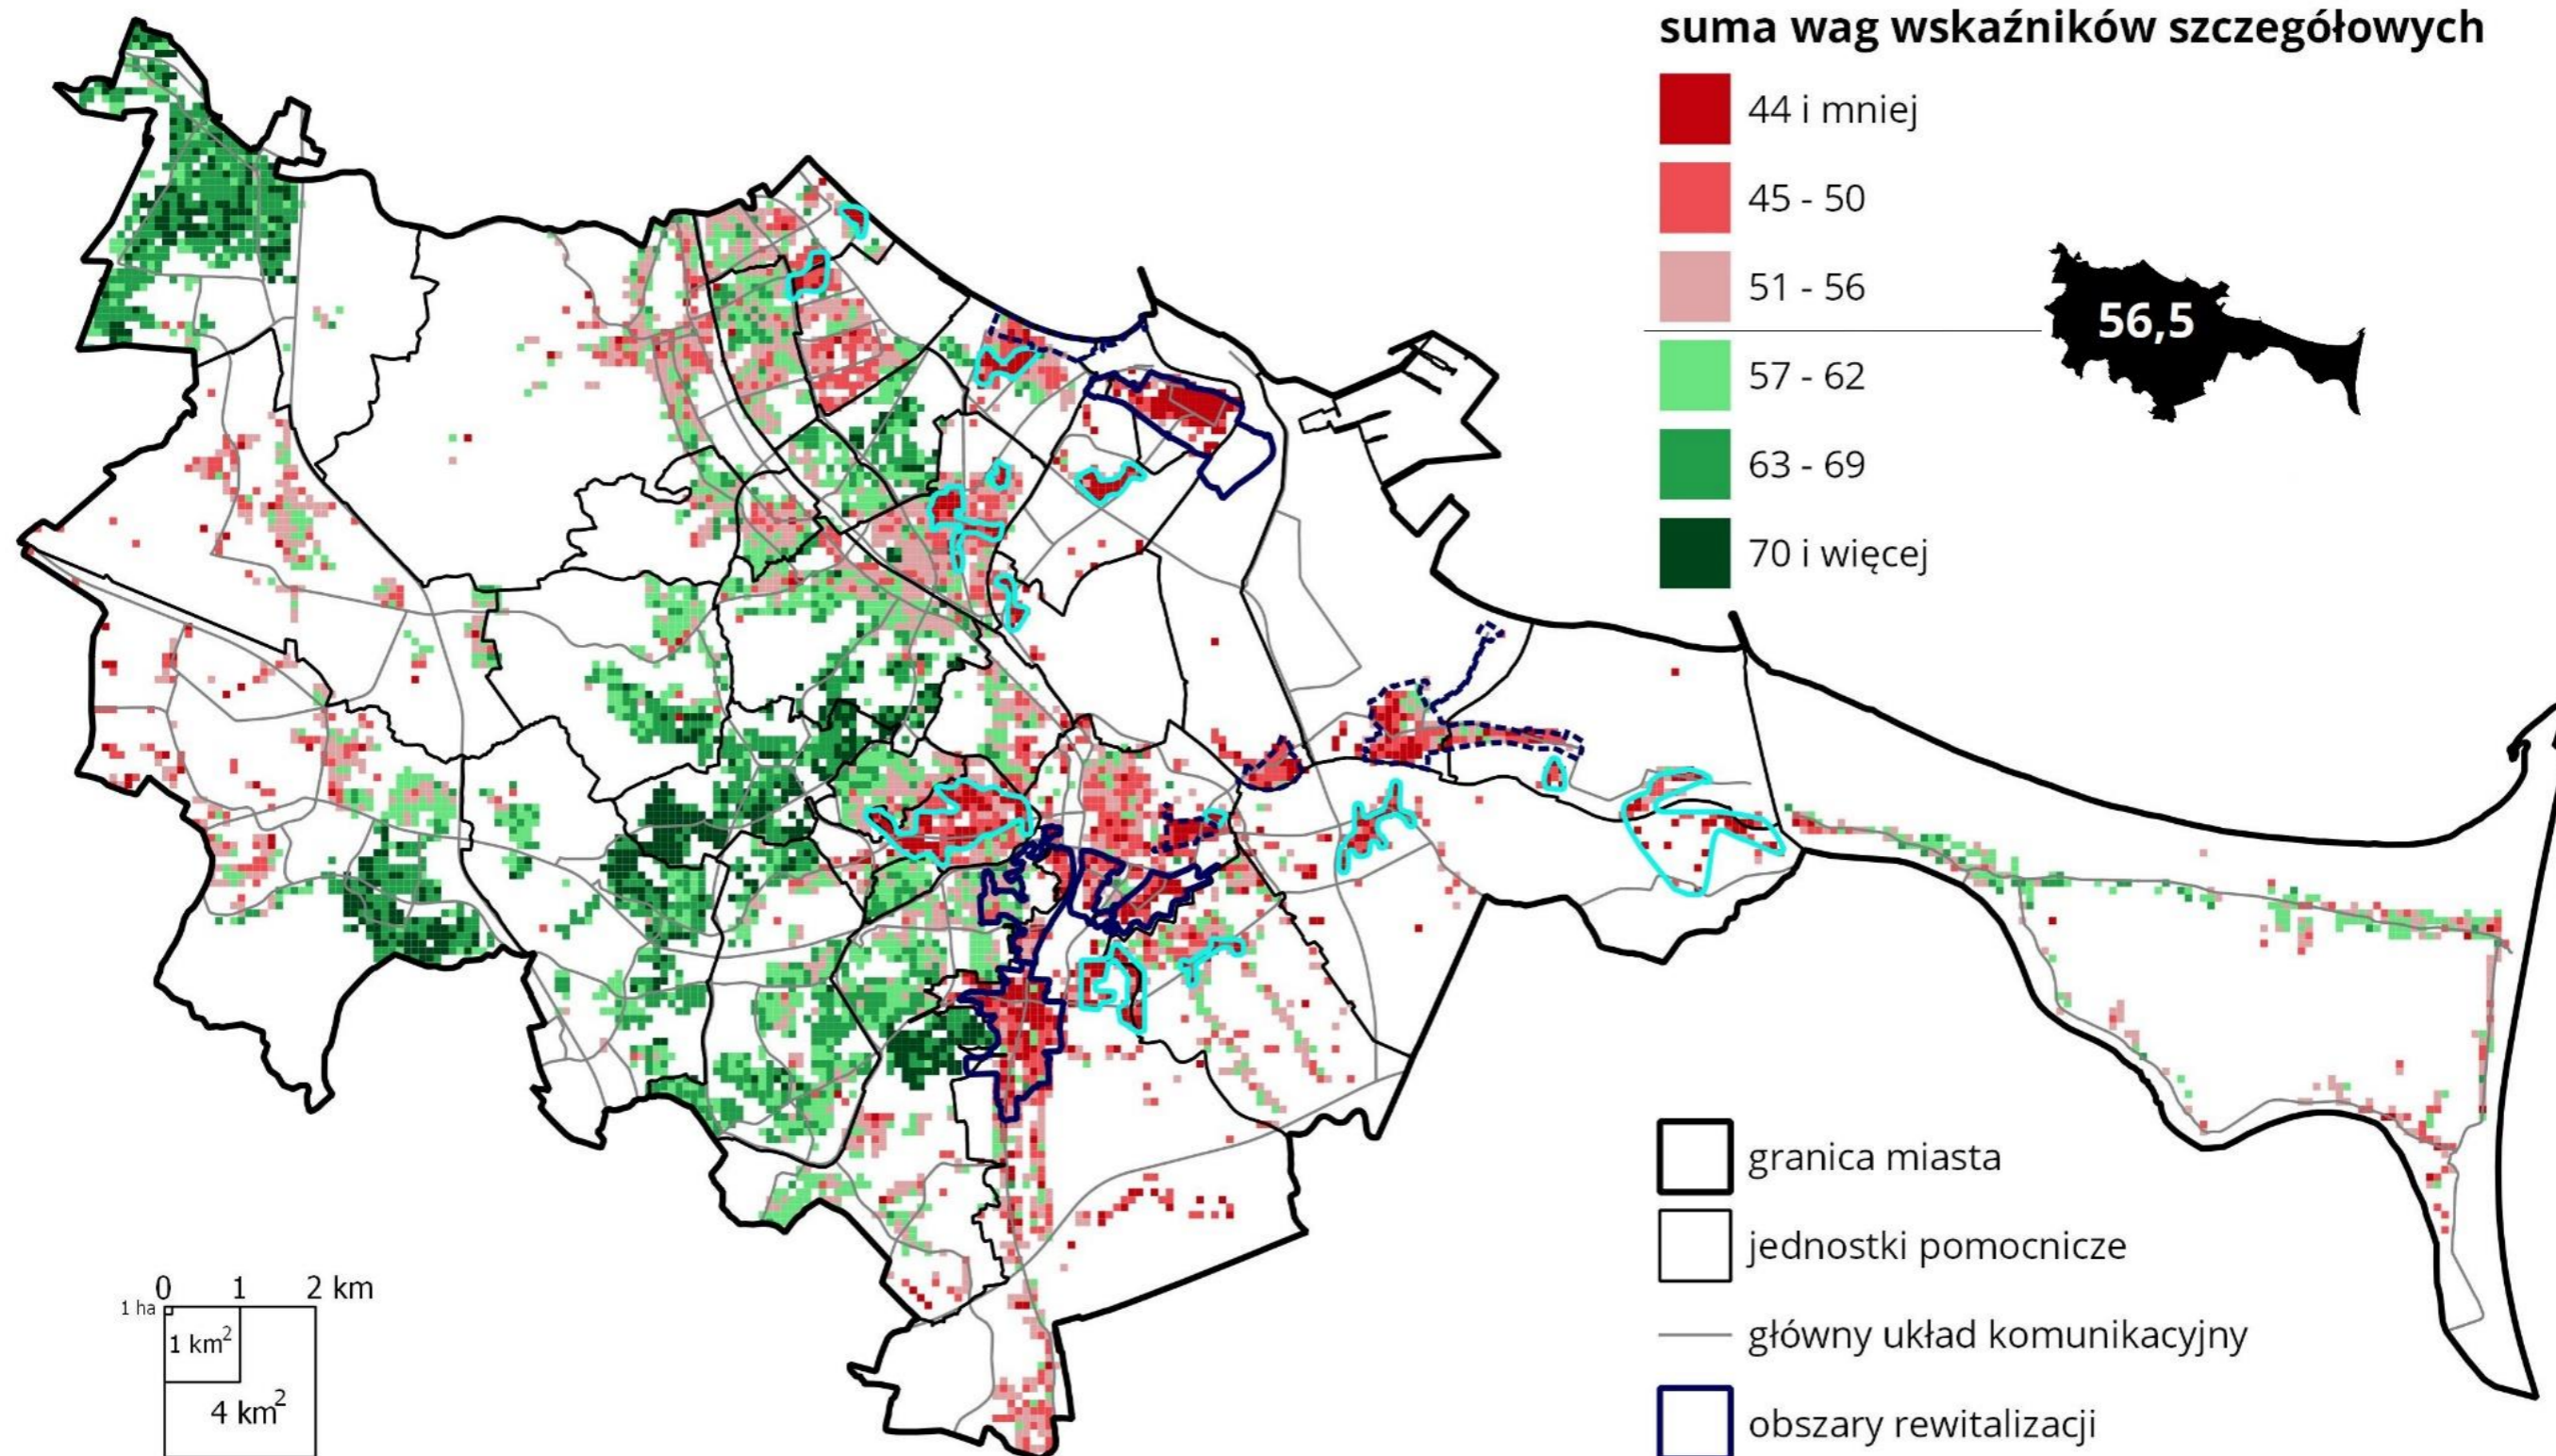 suma wag wskaźników szczegółowych
44 i mniej
45 - 50
51 - 56
56,5
57 - 62
63 - 69
70 i więcej
granica miasta
jednostki pomocnicze
główny układ komunikacyjny
obszary rewitalizacji
0 1 2 km
1 ha
1 km²
4 km²